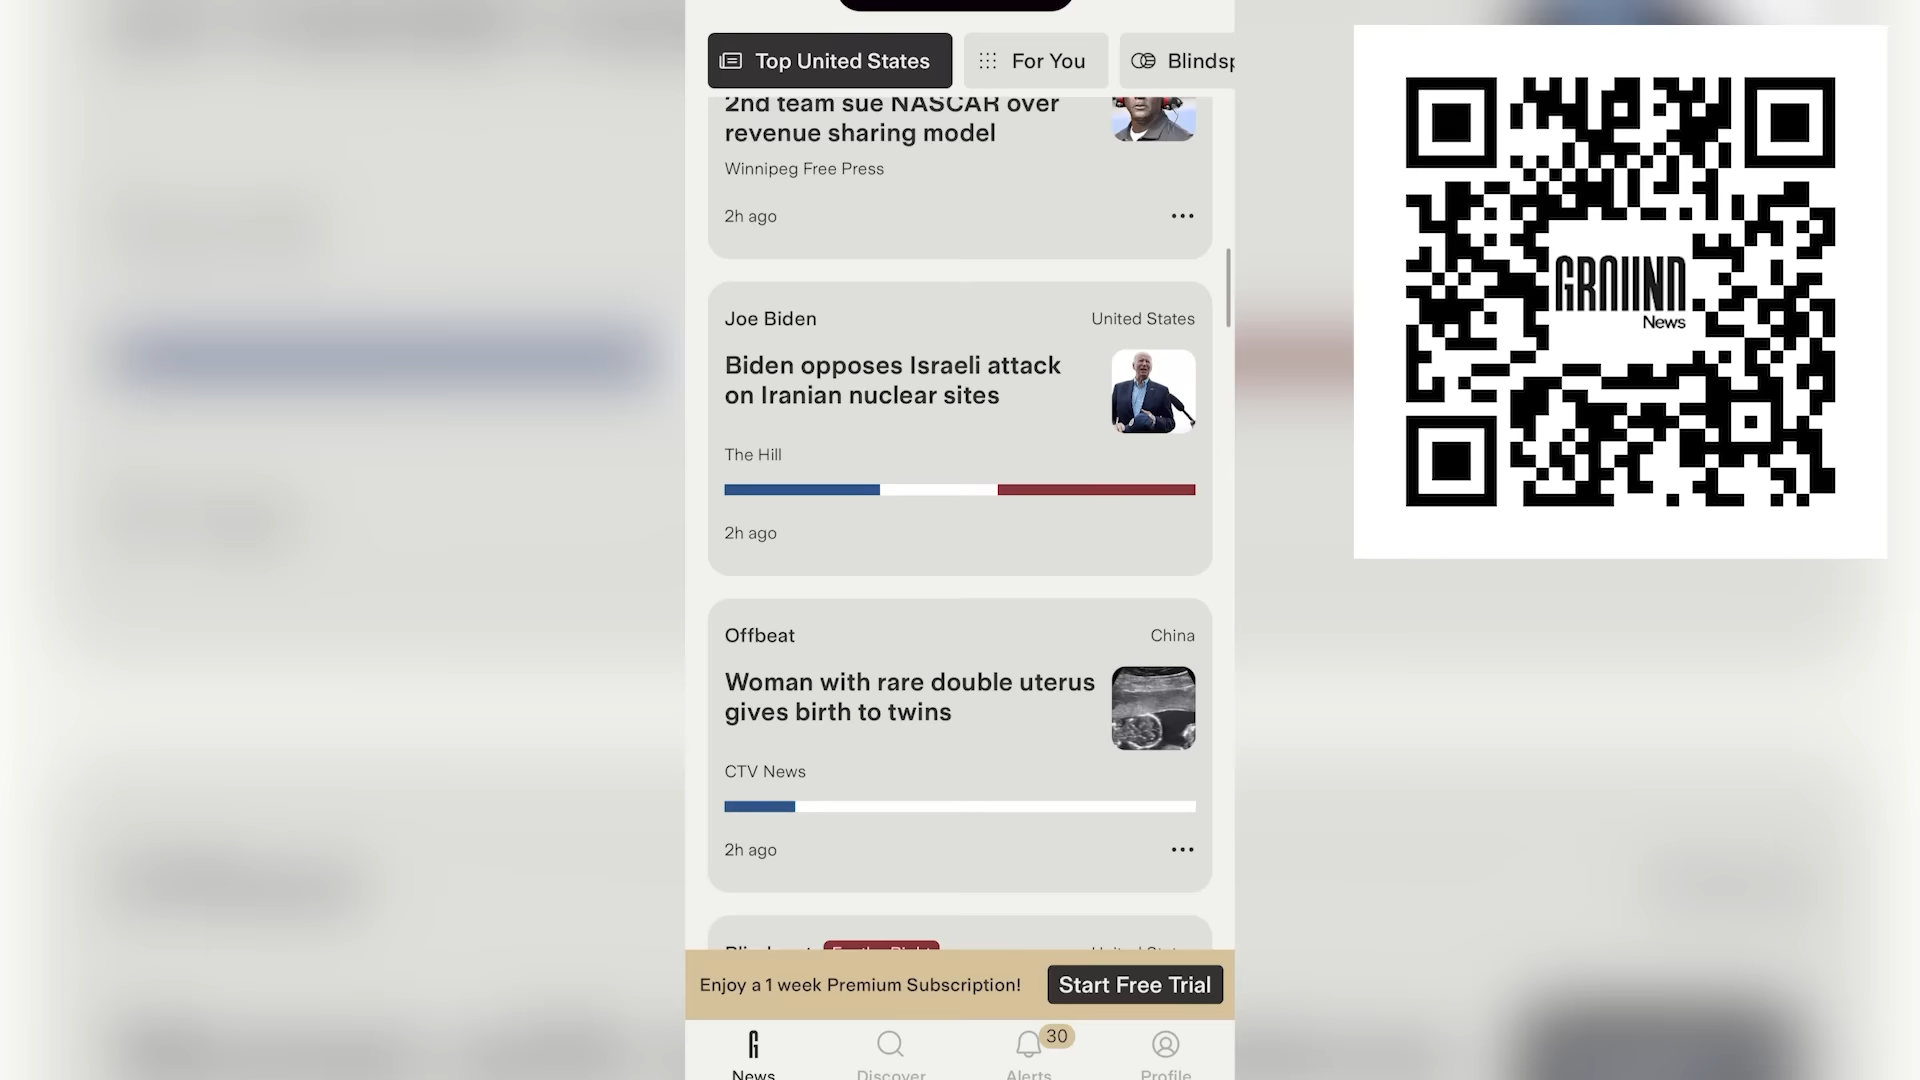 Top United States
For You
Blindsp
2nd team sue NASCAR over
revenue sharing model
Winnipeg Free Press
2h ago
Joe Biden
United States
Biden opposes Israeli attack
on Iranian nuclear sites
The Hill
2h ago
Offbeat
China
Woman with rare double uterus
gives birth to twins
CTV News
2h ago
Enjoy a 1 week Premium Subscription!
Start Free Trial
30
News
Discover
Alerts
Profile
GROUND
News